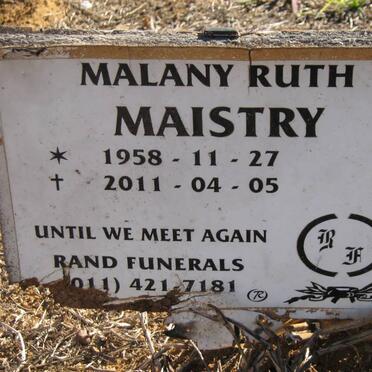 MALANY RUTH
MAISTRY
✶ 1958 - 11 - 27
✝ 2011 - 04 - 05
UNTIL WE MEET AGAIN
RAND FUNERALS
011) 421 7181
R F